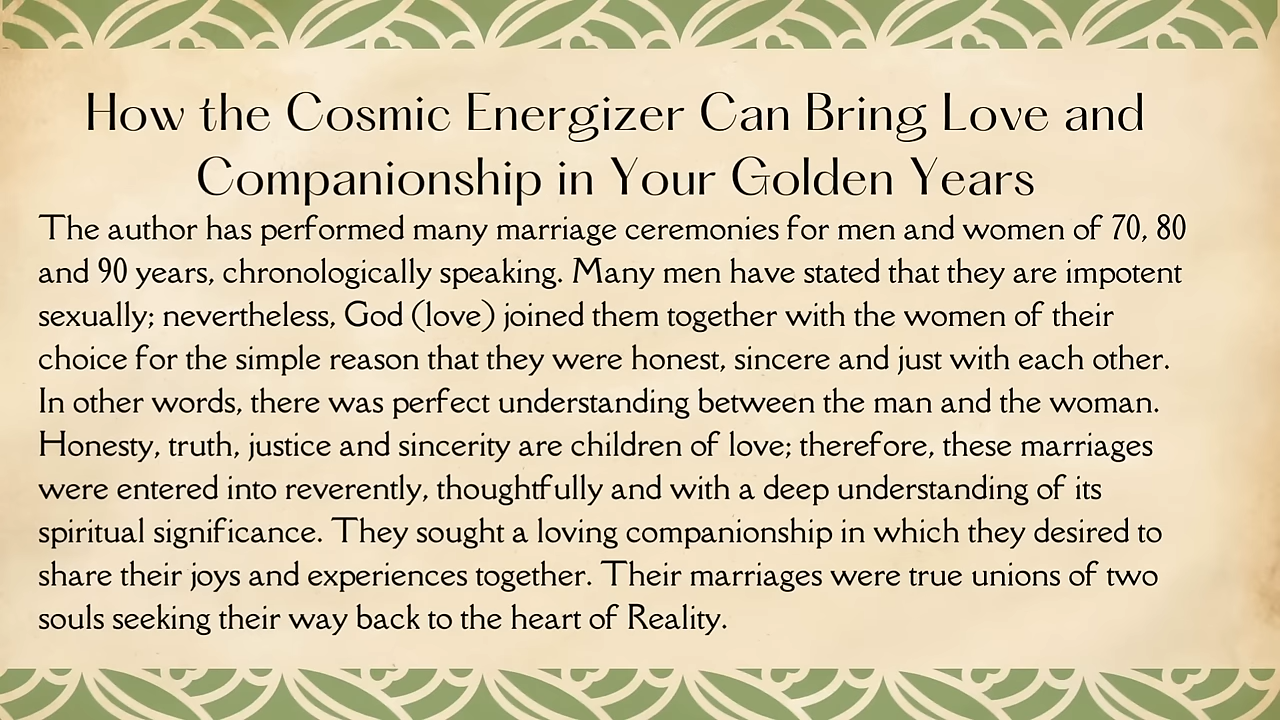 How the Cosmic Energizer Can Bring Love and
Companionship in Your Golden Years
The author has performed many marriage ceremonies for men and women of 70, 80
and 90 years, chronologically speaking. Many men have stated that they are impotent
sexually; nevertheless, God (love) joined them together with the women of their
choice for the simple reason that they were honest, sincere and just with each other.
In other words, there was perfect understanding between the man and the woman.
Honesty, truth, justice and sincerity are children of love; therefore, these marriages
were entered into reverently, thoughtfully and with a deep understanding of its
spiritual significance. They sought a loving companionship in which they desired to
share their joys and experiences together. Their marriages were true unions of two
souls seeking their way back to the heart of Reality.